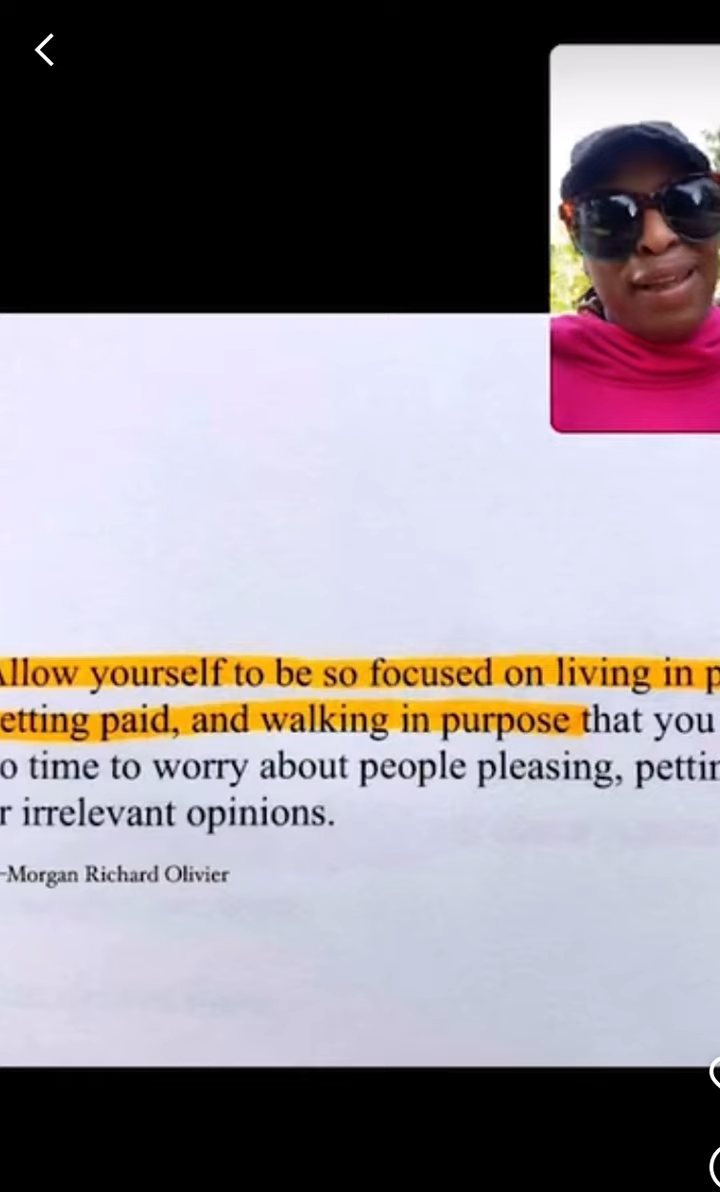 Allow yourself to be so focused on living in p
etting paid, and walking in purpose that you
o time to worry about people pleasing, pettin
r irrelevant opinions.
-Morgan Richard Olivier